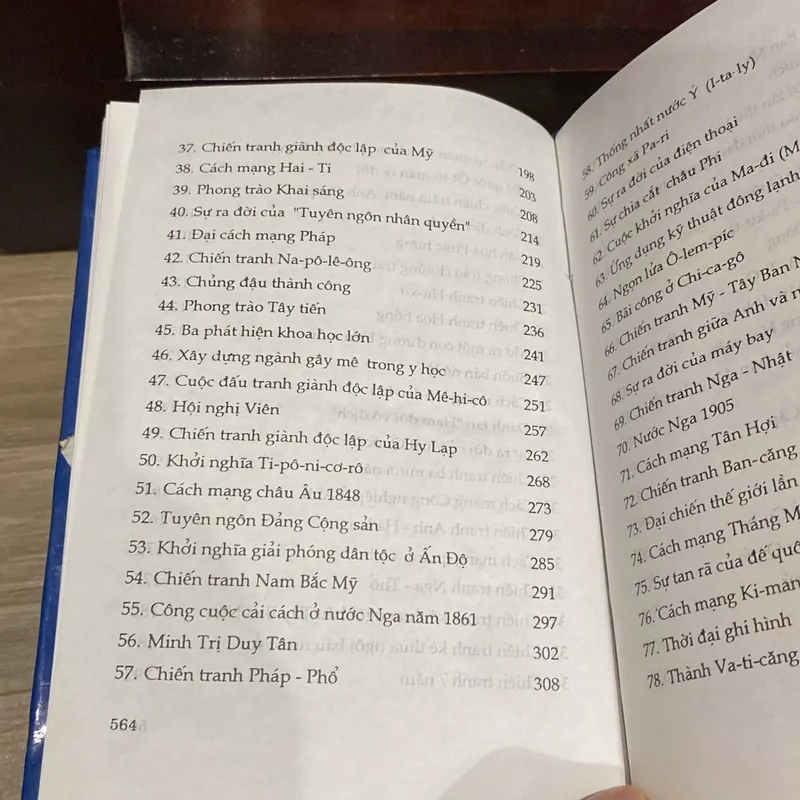 37. Chiến tranh giành độc lập của Mỹ 198
38. Cách mạng Hai - Ti 203
39. Phong trào Khai sáng 208
40. Sự ra đời của "Tuyên ngôn nhân quyền" 214
41. Đại cách mạng Pháp 219
42. Chiến tranh Na-pô-lê-ông 225
43. Chủng đậu thành công 231
44. Phong trào Tây tiến 236
45. Ba phát hiện khoa học lớn 241
46. Xây dựng ngành gây mê trong y học 247
47. Cuộc đấu tranh giành độc lập của Mê-hi-cô 251
48. Hội nghị Viên 257
49. Chiến tranh giành độc lập của Hy Lạp 262
50. Khởi nghĩa Ti-pô-ni-cơ-rô 268
51. Cách mạng châu Âu 1848 273
52. Tuyên ngôn Đảng Cộng sản 279
53. Khởi nghĩa giải phóng dân tộc ở Ấn Độ 285
54. Chiến tranh Nam Bắc Mỹ 291
55. Công cuộc cải cách ở nước Nga năm 1861 297
56. Minh Trị Duy Tân 302
57. Chiến tranh Pháp - Phổ 308
564
58. Thống nhất nước Ý (I-ta-ly)
59. Công xã Pa-ri
60. Sự ra đời của điện thoại
61. Sự chia cắt châu Phi
62. Cuộc khởi nghĩa của Ma-đi (M
63. Ứng dụng kỹ thuật đông lạnh
64. Ngọn lửa Ô-lem-píc
65. Bãi công ở Chi-ca-gô
66. Chiến tranh Mỹ - Tây Ban N
67. Chiến tranh giữa Anh và n
68. Sự ra đời của máy bay
69. Chiến tranh Nga - Nhật
70. Nước Nga 1905
71. Cách mạng Tân Hợi
72. Chiến tranh Ban-căng
73. Đại chiến thế giới lần
74. Cách mạng Tháng M
75. Sự tan rã của đế quố
76. Cách mạng Ki-man
77. Thời đại ghi hình
78. Thành Va-ti-căng